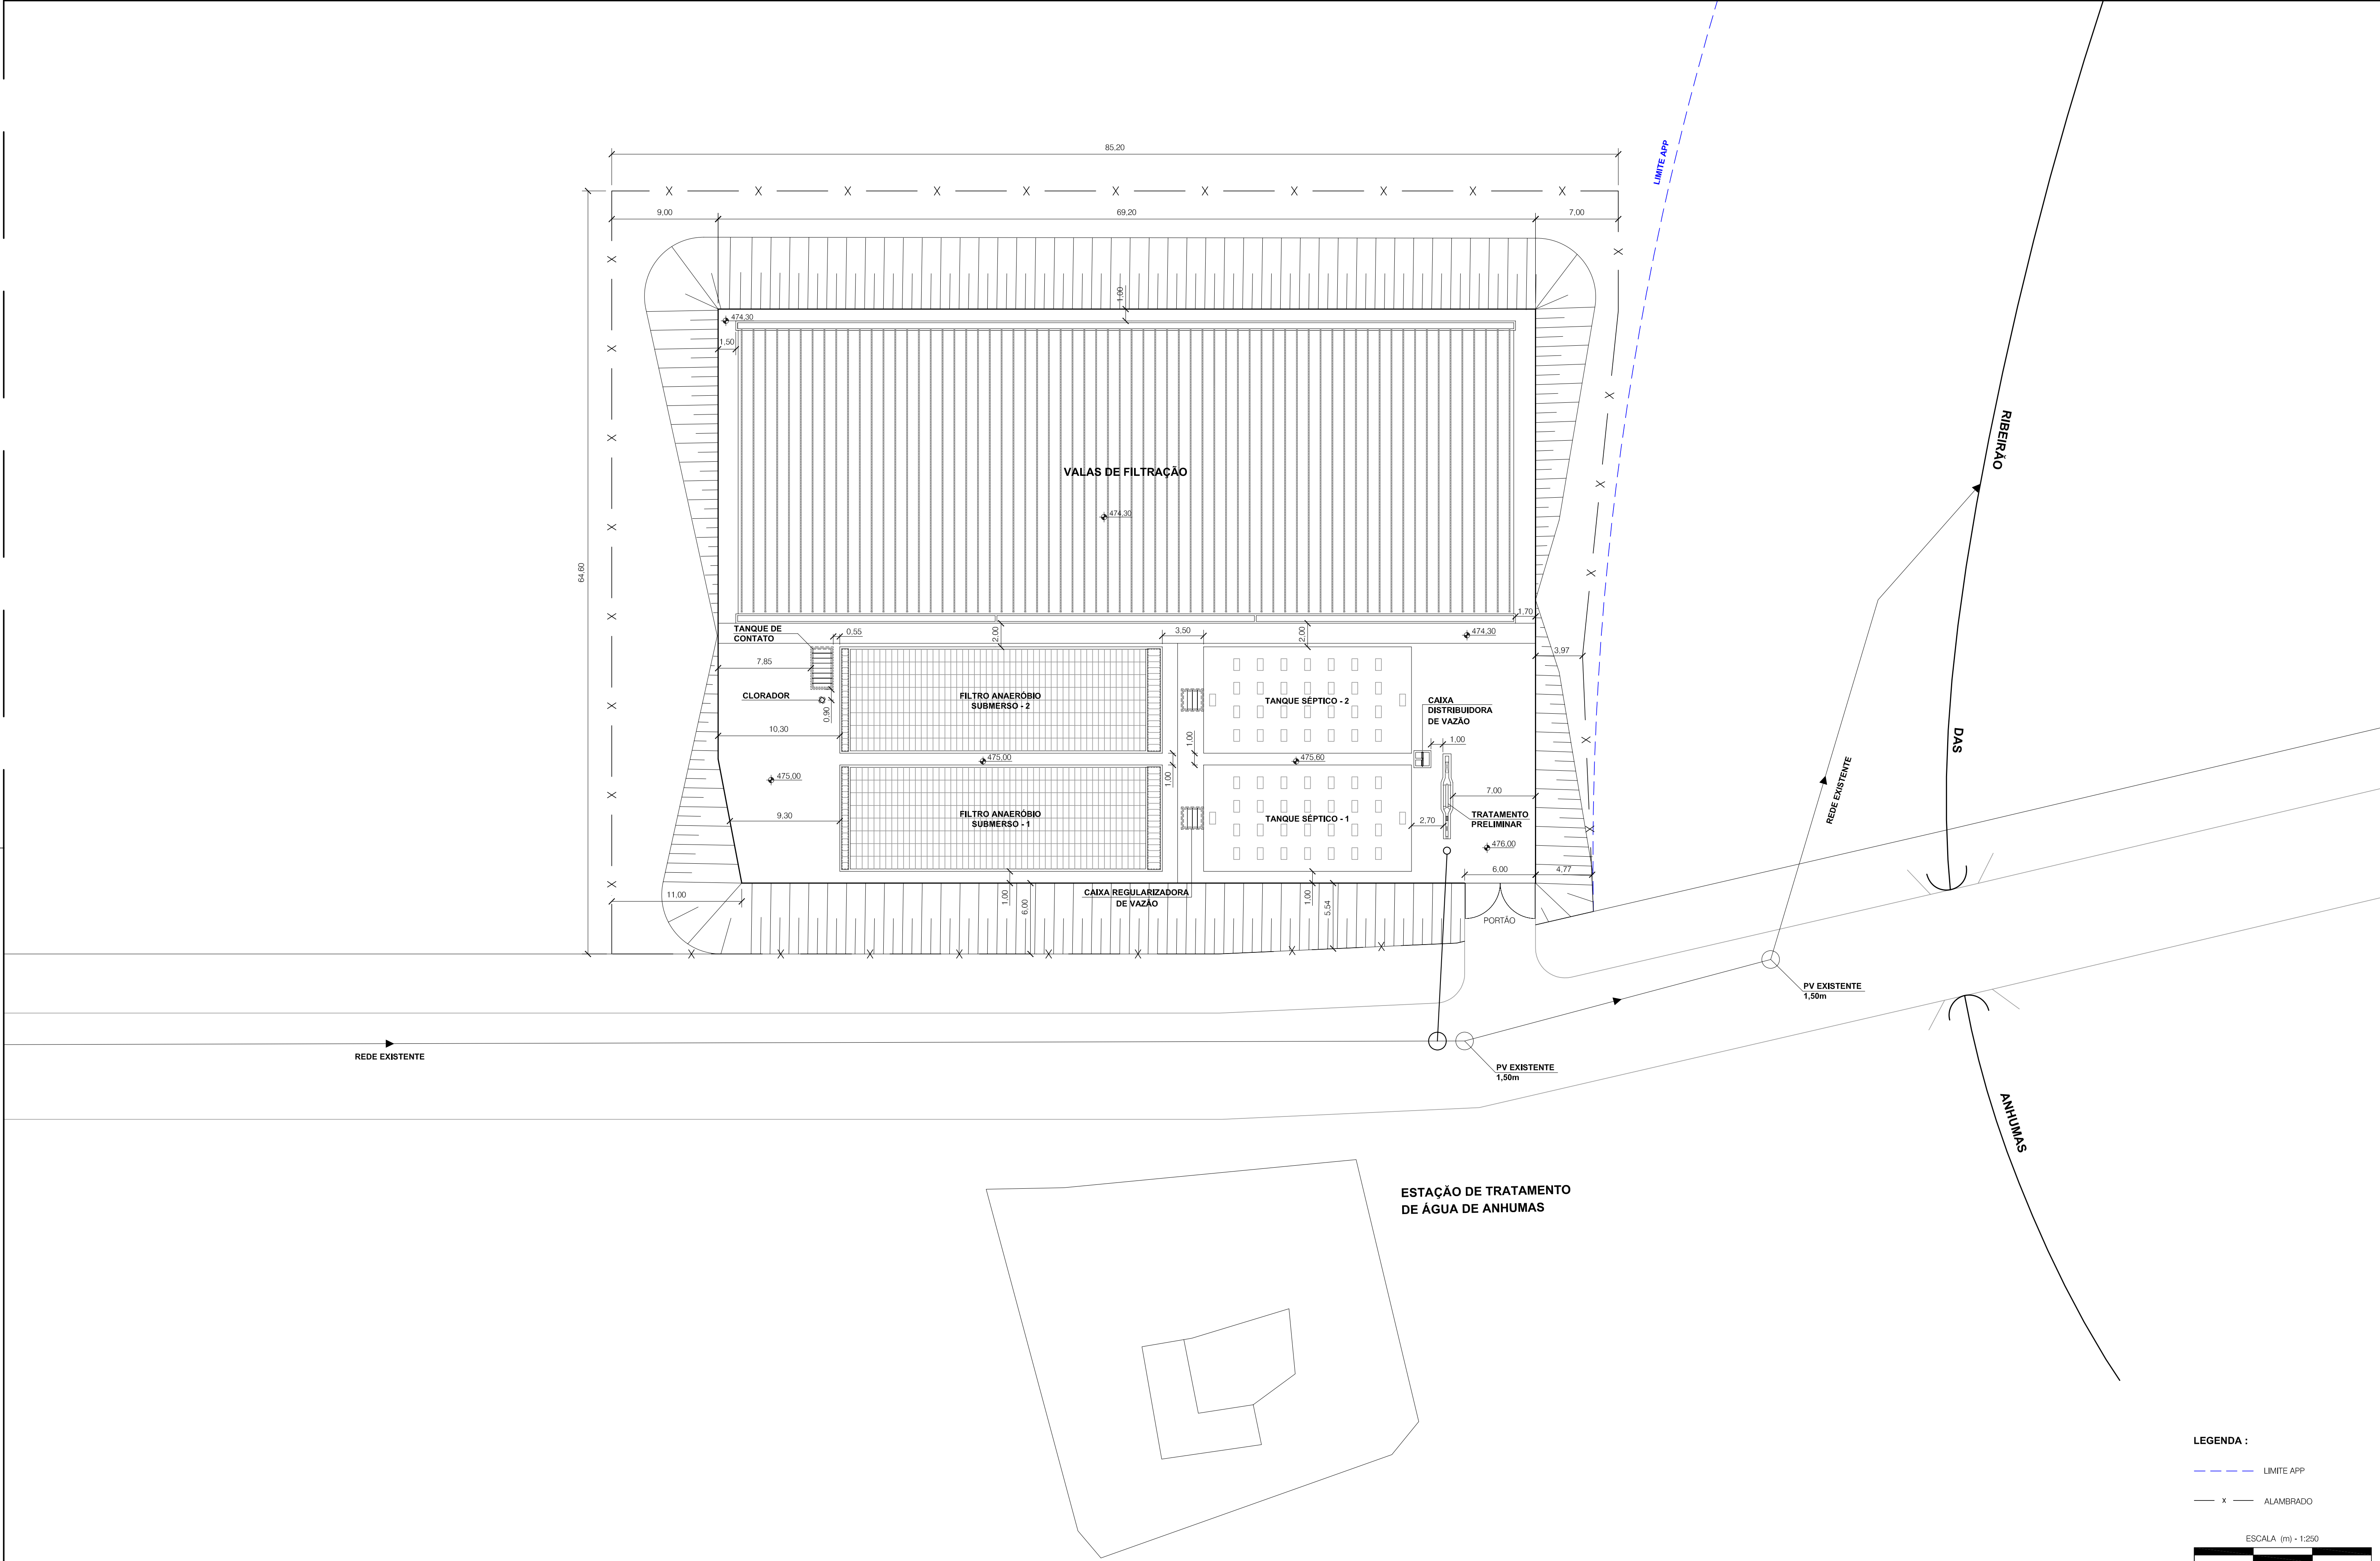 85.20
LIMITE APP
X X X X X X X X X X X
9,00
69.20
7,00
1,00
474,30
1,50
RIBEIRÃO
VALAS DE FILTRAÇÃO
474,30
64.60
1,70
TANQUE DE
CONTATO
0,55
2,00
3.50
2,00
474,30
7,85
3,97
CLORADOR
0,90
FILTRO ANAERÓBIO
SUBMERSO - 2
TANQUE SÉPTICO - 2
CAIXA
DISTRIBUIDORA
DE VAZÃO
10,30
1,00
1,00
DAS
475,00
475,00
1,00
475,60
REDE EXISTENTE
7,00
9,30
FILTRO ANAERÓBIO
SUBMERSO - 1
TANQUE SÉPTICO - 1
2,70
TRATAMENTO
PRELIMINAR
476,00
6,00
4,77
11,00
1,00
6,00
CAIXA REGULARIZADORA
DE VAZÃO
1,00
5,54
PORTÃO
X X X X X X X X
PV EXISTENTE
1,50m
REDE EXISTENTE
PV EXISTENTE
1,50m
ANHUMAS
ESTAÇÃO DE TRATAMENTO
DE ÁGUA DE ANHUMAS
LEGENDA :
LIMITE APP
x ALAMBRADO
ESCALA (m) - 1:250